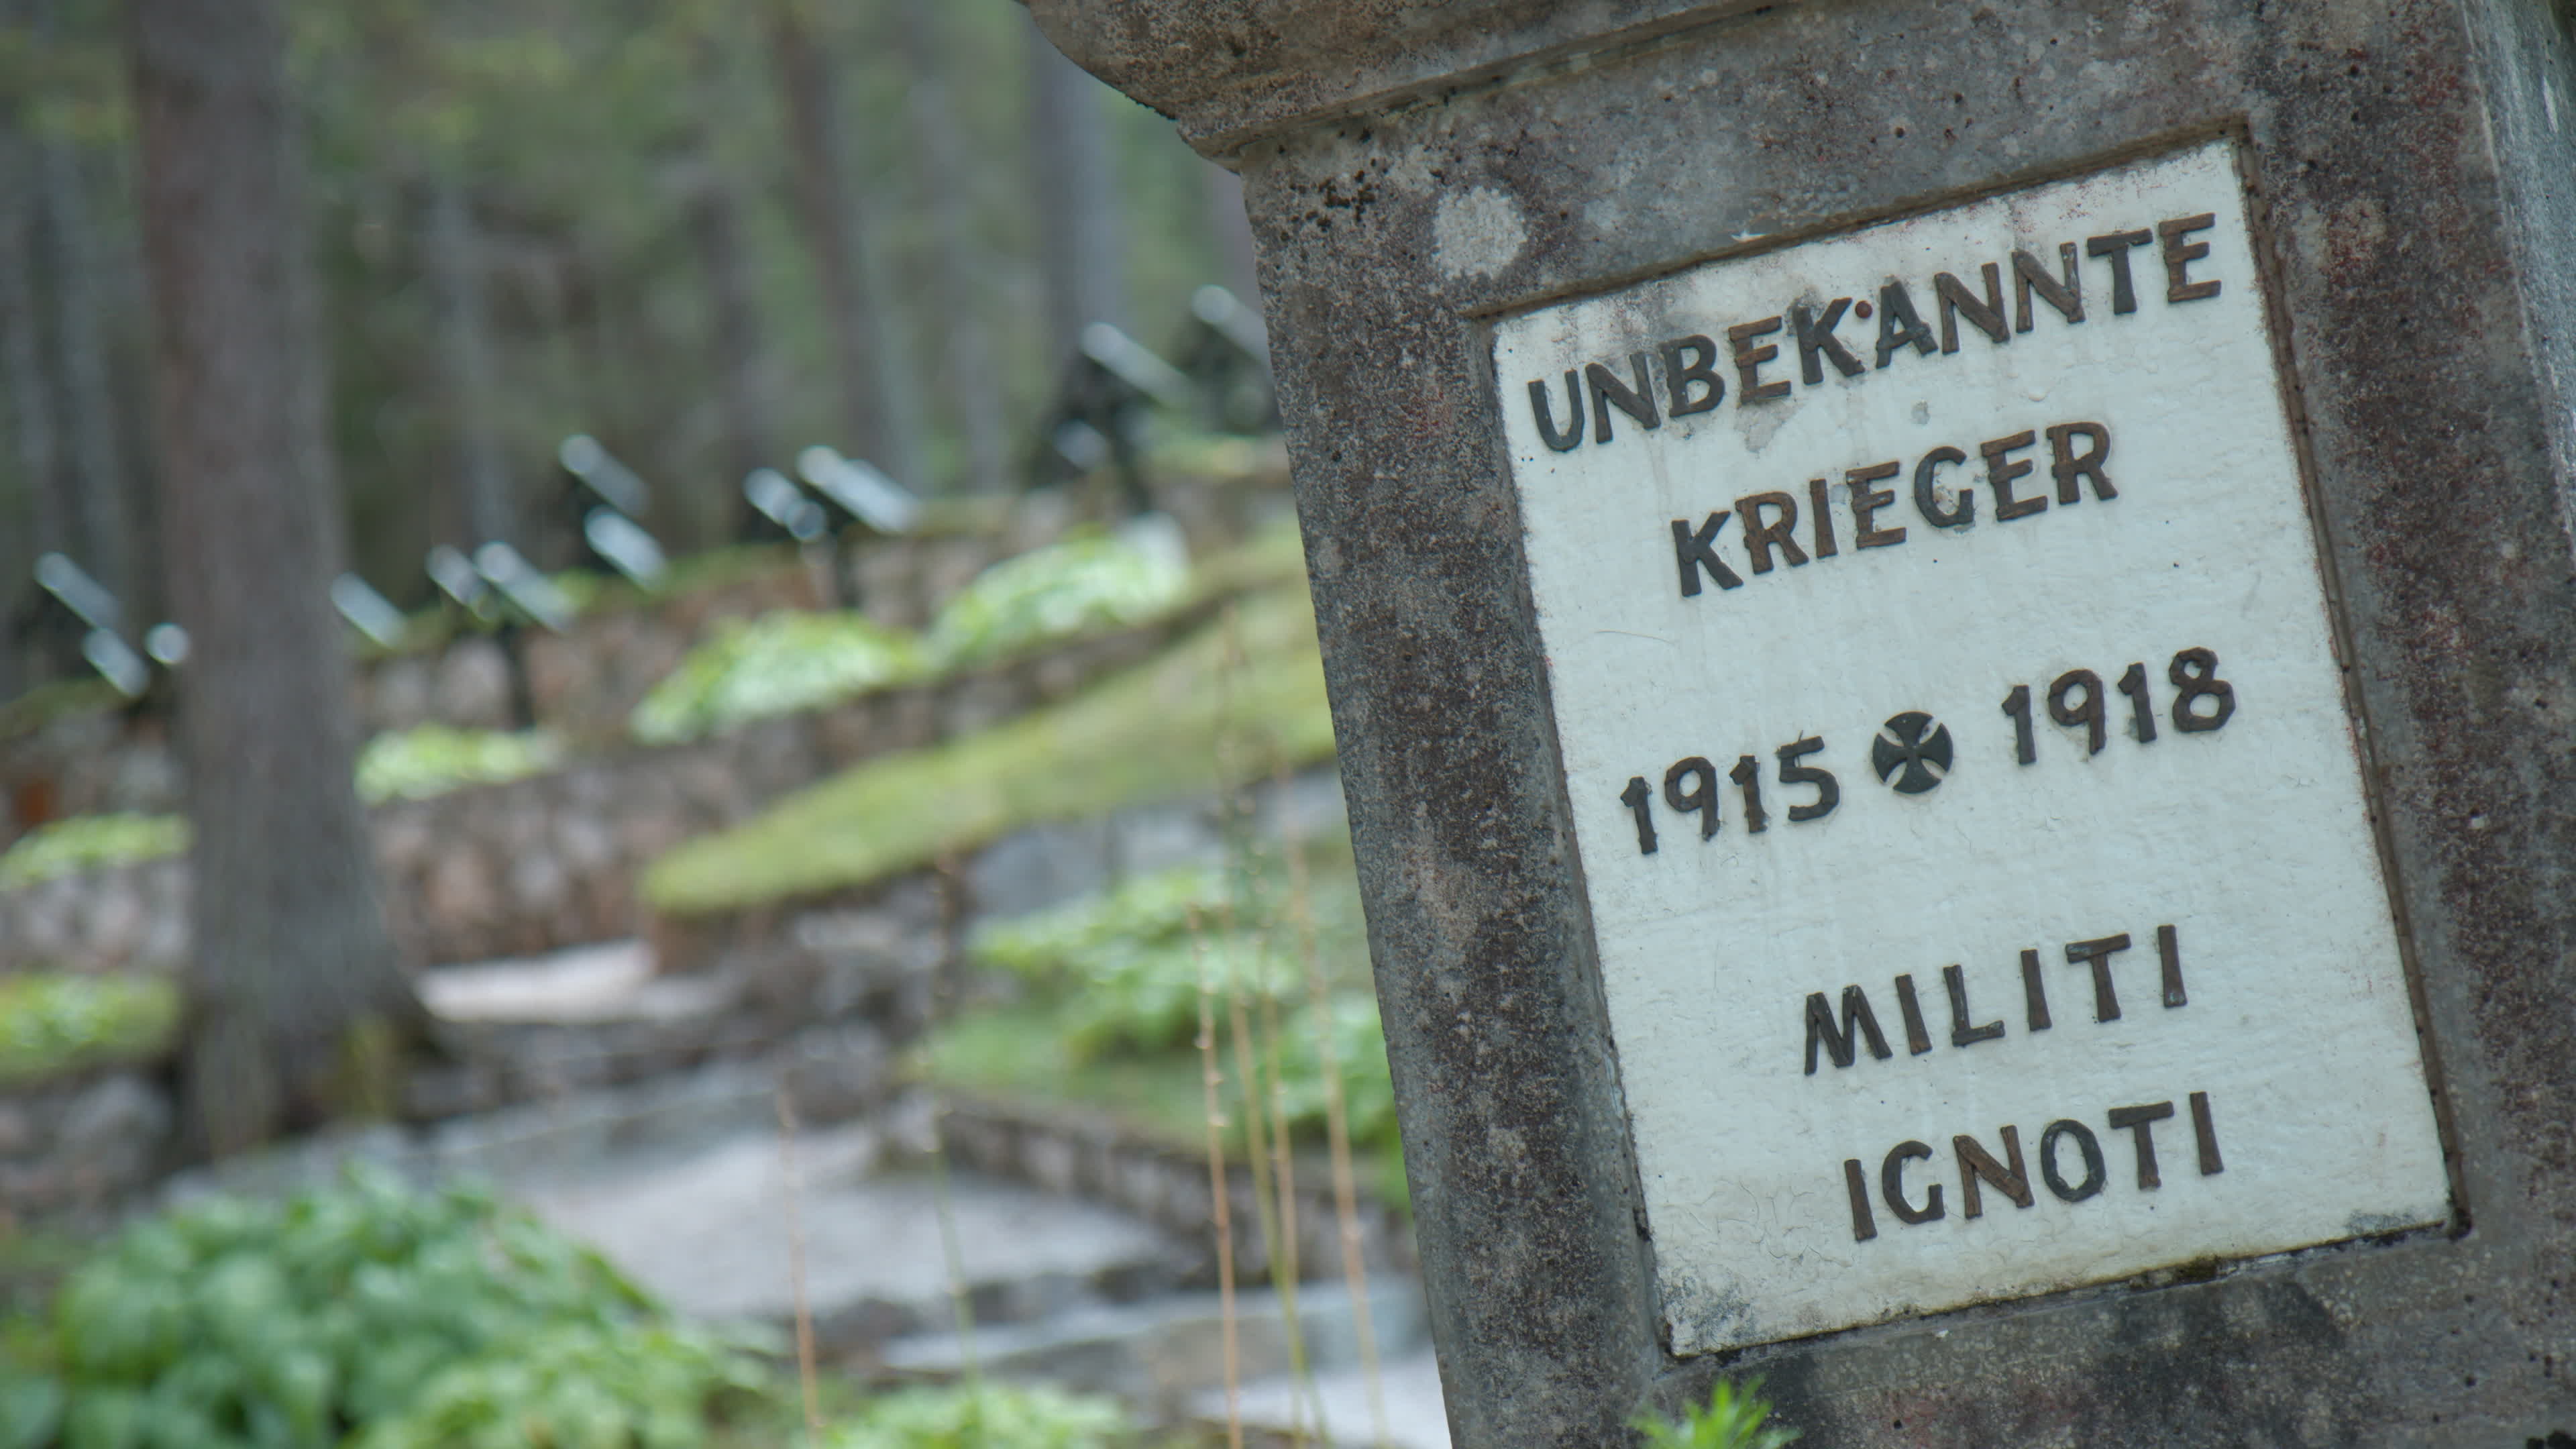 UNBEKANNTE
KRIEGER
1915 ✠ 1918
MILITI
IGNOTI